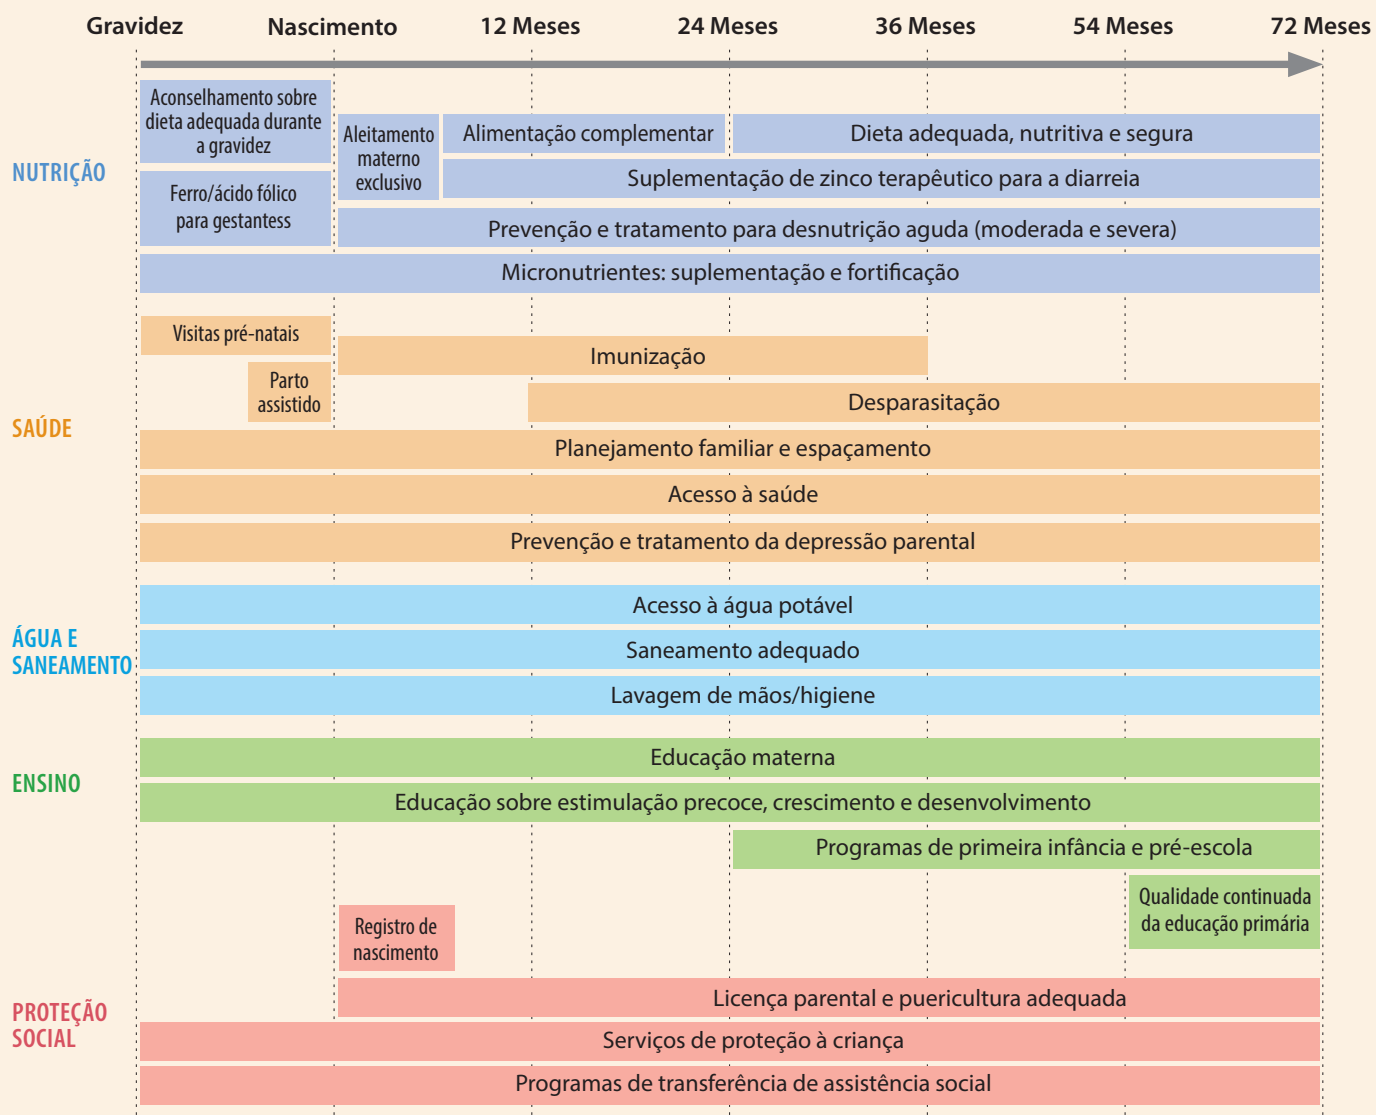 Gravidez
Nascimento
12 Meses
24 Meses
36 Meses
54 Meses
72 Meses
NUTRIÇÃO
Aconselhamento sobre
dieta adequada durante
a gravidez
Aleitamento
materno
exclusivo
Alimentação complementar
Dieta adequada, nutritiva e segura
Suplementação de zinco terapêutico para a diarreia
Ferro/ácido fólico
para gestantess
Prevenção e tratamento para desnutrição aguda (moderada e severa)
Micronutrientes: suplementação e fortificação
SAÚDE
Visitas pré-natais
Imunização
Parto
assistido
Desparasitação
Planejamento familiar e espaçamento
Acesso à saúde
Prevenção e tratamento da depressão parental
ÁGUA E
SANEAMENTO
Acesso à água potável
Saneamento adequado
Lavagem de mãos/higiene
ENSINO
Educação materna
Educação sobre estimulação precoce, crescimento e desenvolvimento
Programas de primeira infância e pré-escola
Qualidade continuada
da educação primária
PROTEÇÃO
SOCIAL
Registro de
nascimento
Licença parental e puericultura adequada
Serviços de proteção à criança
Programas de transferência de assistência social